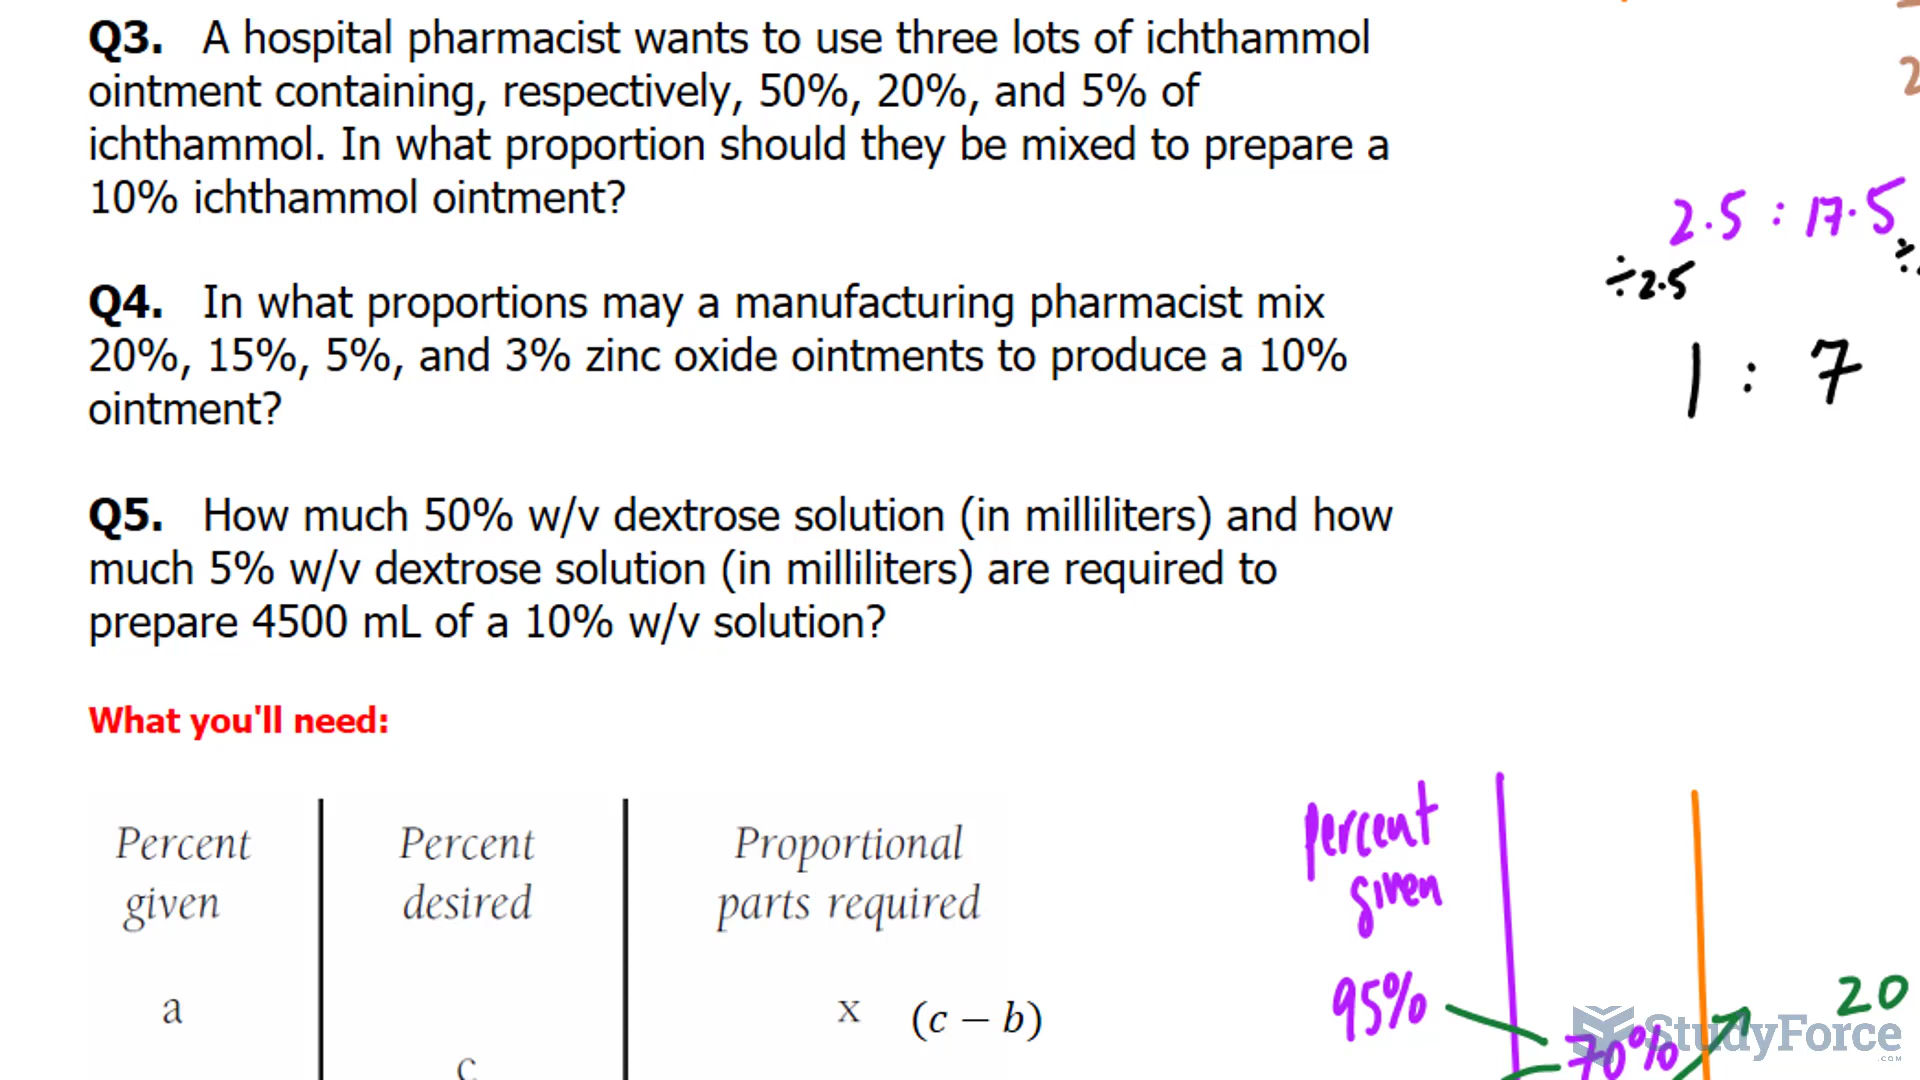 Q3. A hospital pharmacist wants to use three lots of ichthammol
ointment containing, respectively, 50%, 20%, and 5% of
ichthammol. In what proportion should they be mixed to prepare a
10% ichthammol ointment?
Q4. In what proportions may a manufacturing pharmacist mix
20%, 15%, 5%, and 3% zinc oxide ointments to produce a 10%
ointment?
Q5. How much 50% w/v dextrose solution (in milliliters) and how
much 5% w/v dextrose solution (in milliliters) are required to
prepare 4500 mL of a 10% w/v solution?
What you'll need:
Percent
given
Percent
desired
Proportional
parts required
a
x (c − b)
c
2
2.5 : 17.5
÷2.5 ÷
1 : 7
percent
given
95%
70%
20
StudyForce
.COM